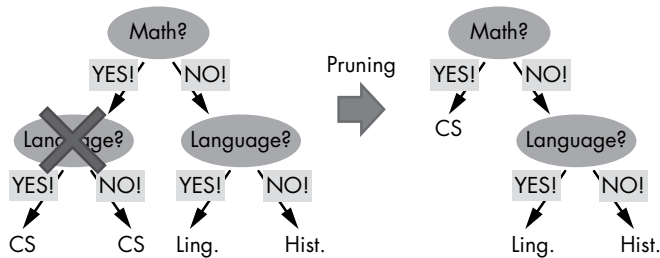 Math?
YES! NO!
Language? Language?
YES! NO! YES! NO!
CS CS Ling. Hist.
Pruning
Math?
YES! NO!
CS
Language?
YES! NO!
Ling. Hist.